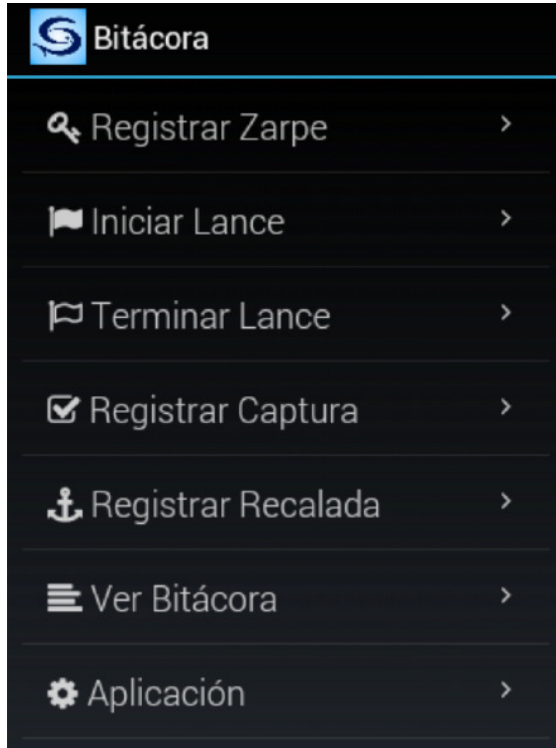 Bitácora
Registrar Zarpe
Iniciar Lance
Terminar Lance
Registrar Captura
Registrar Recalada
Ver Bitácora
Aplicación